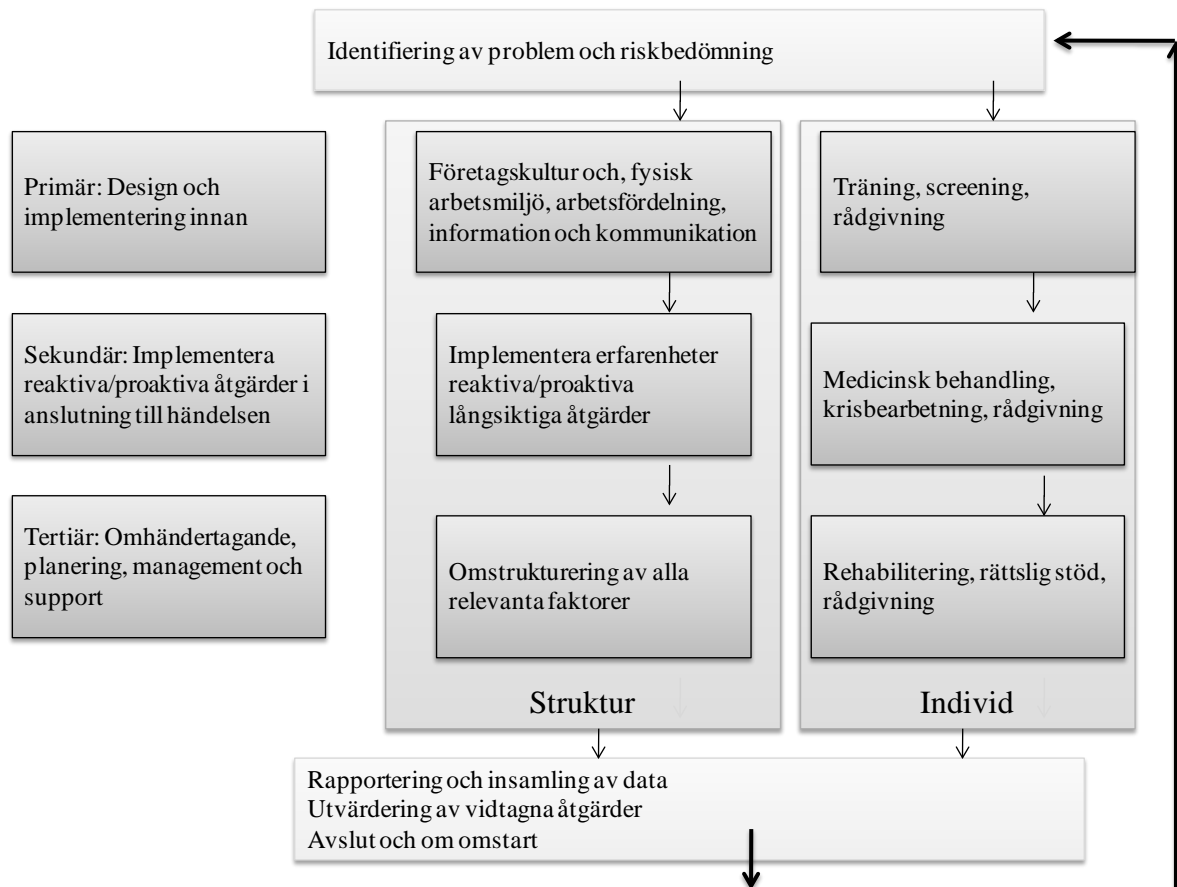 Identifiering av problem och riskbedömning
Primär: Design och
implementering innan
Företagskultur och, fysisk
arbetsmiljö, arbetsfördelning,
information och kommunikation
Träning, screening,
rådgivning
Sekundär: Implementera
reaktiva/proaktiva åtgärder i
anslutning till händelsen
Implementera erfarenheter
reaktiva/proaktiva
långsiktiga åtgärder
Medicinsk behandling,
krisbearbetning, rådgivning
Tertiär: Omhändertagande,
planering, management och
support
Omstrukturering av alla
relevanta faktorer
Rehabilitering, rättslig stöd,
rådgivning
Struktur
Individ
Rapportering och insamling av data
Utvärdering av vidtagna åtgärder
Avslut och om omstart